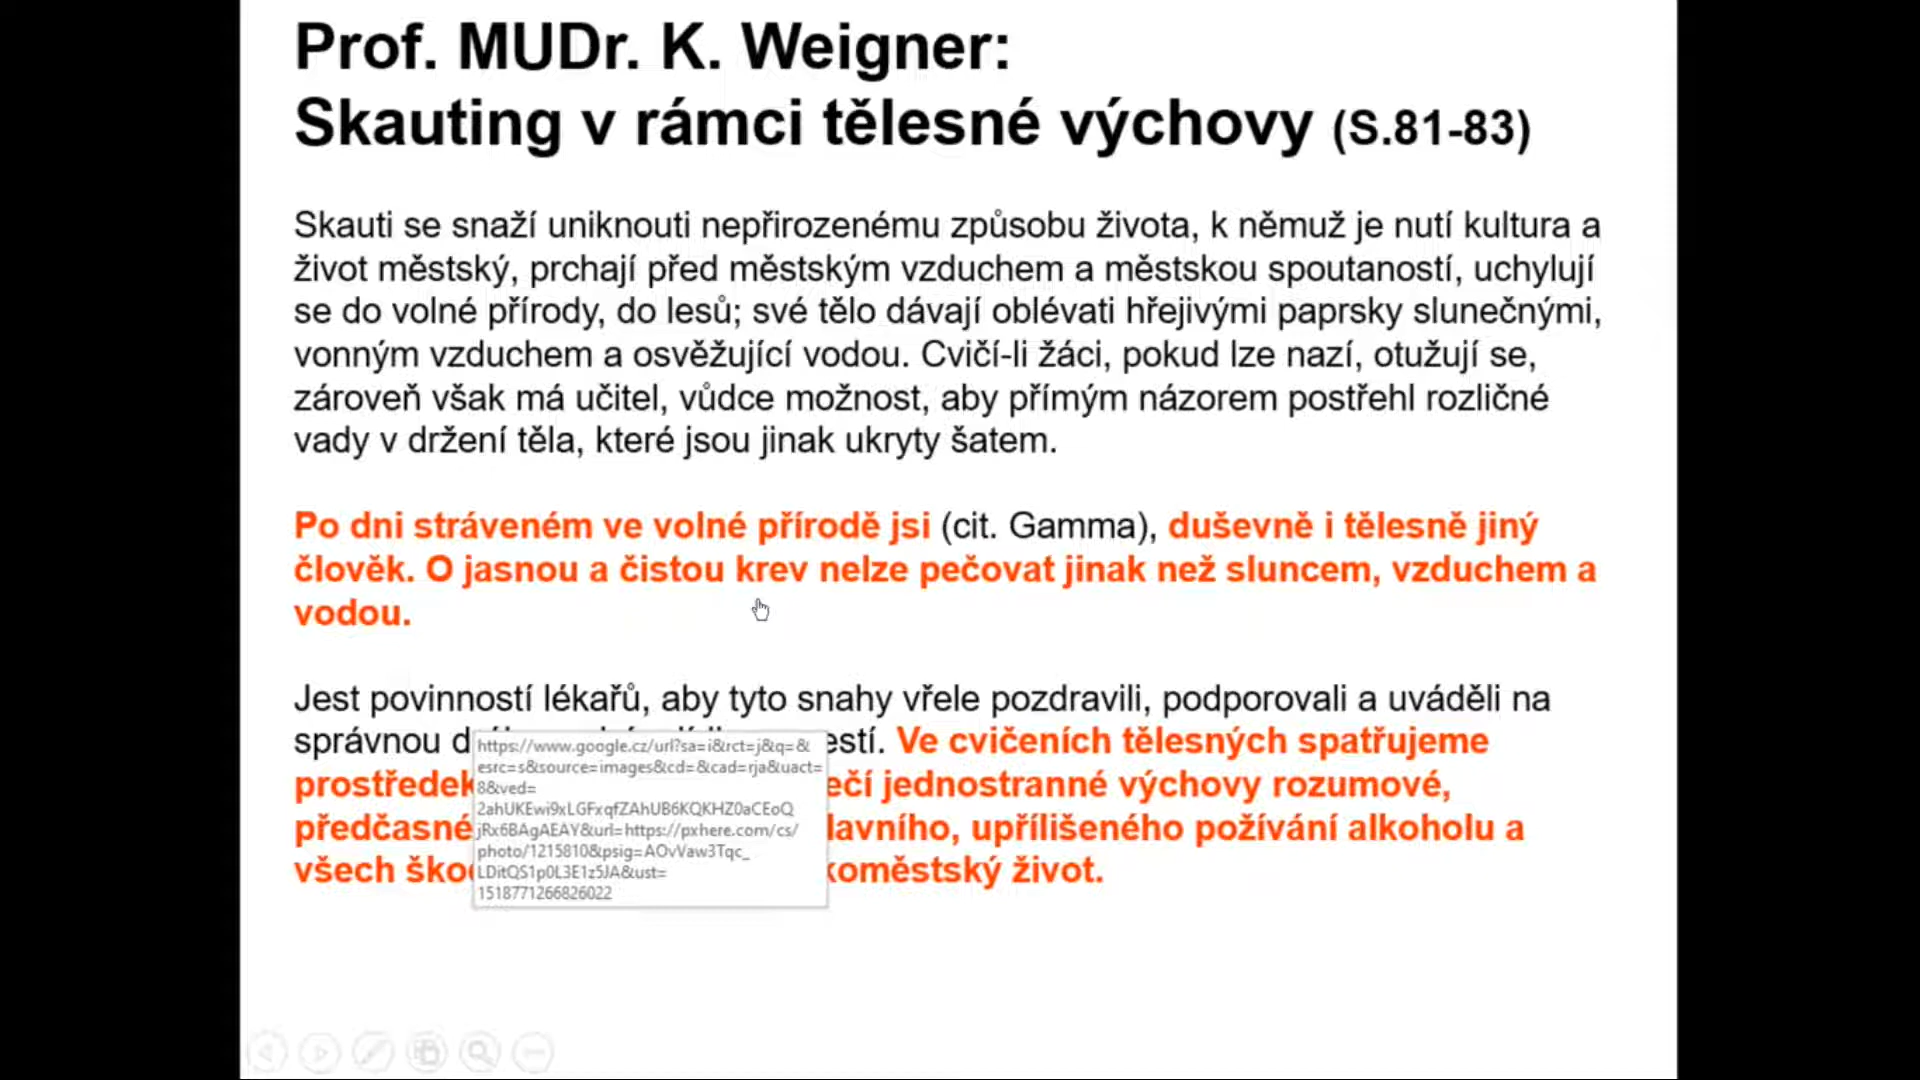 Prof. MUDr. K. Weigner:
Skauting v rámci tělesné výchovy (S.81-83)
Skauti se snaží uniknouti nepřirozenému způsobu života, k němuž je nutí kultura a
život městský, prchají před městským vzduchem a městskou spoutaností, uchylují
se do volné přírody, do lesů; své tělo dávají oblévati hřejivými paprsky slunečnými,
vonným vzduchem a osvěžující vodou. Cvičí-li žáci, pokud lze nazí, otužují se,
zároveň však má učitel, vůdce možnost, aby přímým názorem postřehl rozličné
vady v držení těla, které jsou jinak ukryty šatem.
Po dni stráveném ve volné přírodě jsi (cit. Gamma), duševně i tělesně jiný
člověk. O jasnou a čistou krev nelze pečovat jinak než sluncem, vzduchem a
vodou.
Jest povinností lékařů, aby tyto snahy vřele pozdravili, podporovali a uváděli na
správnou estí. Ve cvičeních tělesných spatřujeme
prostředek ečí jednostranné výchovy rozumové,
předčasné lavního, upřílišeného požívání alkoholu a
všech koměstský život.
https://www.google.cz/url?sa=i&rct=j&q=&
esrc=s&source=images&cd=&cad=rja&uact=
8&ved=
2ahUKEwi9xLGFxqfZAhUB6KQKHZ0aCEoQ
jRx6BAgAEAY&url=https://pxhere.com/cs/
photo/1215810&psig=AOvVaw3Tqc_
LDitQS1p0L3E1z5JA&ust=
1518771266826022